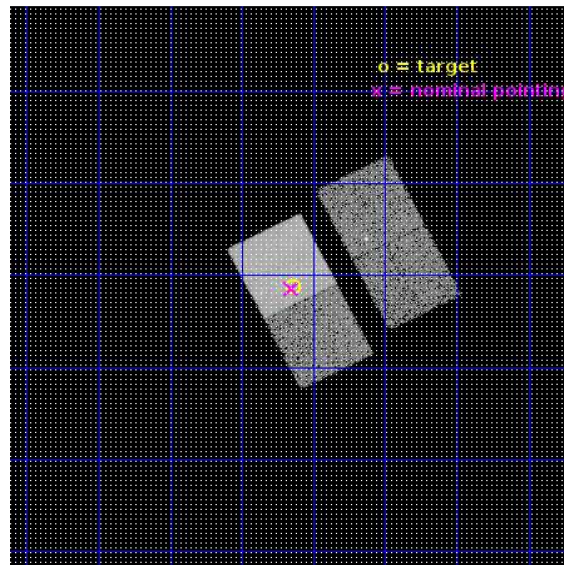 o = target
x = nominal pointin